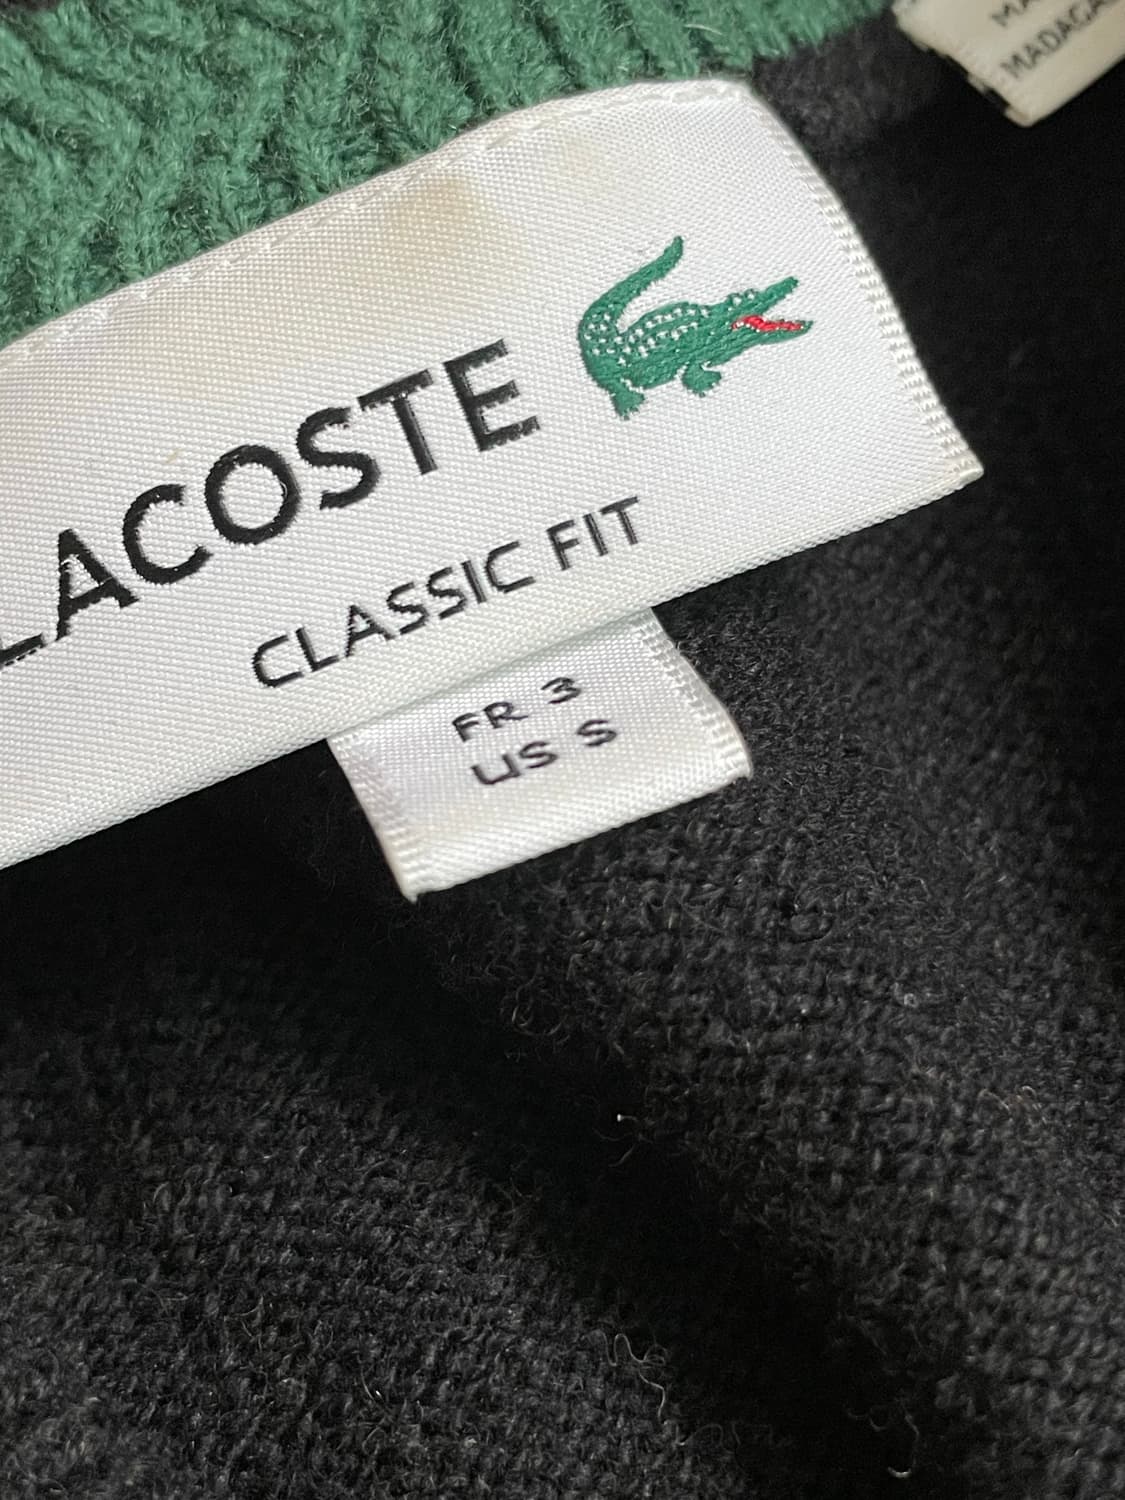 LACOSTE
CLASSIC FIT
FR 3
US S